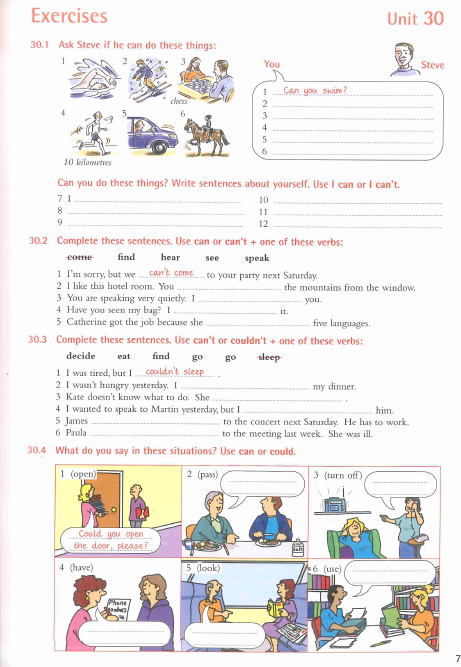 Exercises
Unit 30
30.1 Ask Steve if he can do these things:
1
2
3
chess
4
5
6
10 kilometres
You
Steve
1 Can you swim?
2
3
4
5
6
Can you do these things? Write sentences about yourself. Use I can or I can't.
7 I
8
9
10
11
12
30.2 Complete these sentences. Use can or can't + one of these verbs:
come find hear see speak
1 I'm sorry, but we can't come to your party next Saturday.
2 I like this hotel room. You the mountains from the window.
3 You are speaking very quietly. I you.
4 Have you seen my bag? I it.
5 Catherine got the job because she five languages.
30.3 Complete these sentences. Use can't or couldn't + one of these verbs:
decide eat find go go sleep
1 I was tired, but I couldn't sleep .
2 I wasn't hungry yesterday. I my dinner.
3 Kate doesn't know what to do. She .
4 I wanted to speak to Martin yesterday, but I him.
5 James to the concert next Saturday. He has to work.
6 Paula to the meeting last week. She was ill.
30.4 What do you say in these situations? Use can or could.
1 (open)
Could you open
the door, please?
2 (pass)
Salt
3 (turn off)
4 (have)
Phone
numbers
5 (look)
6 (use)
7